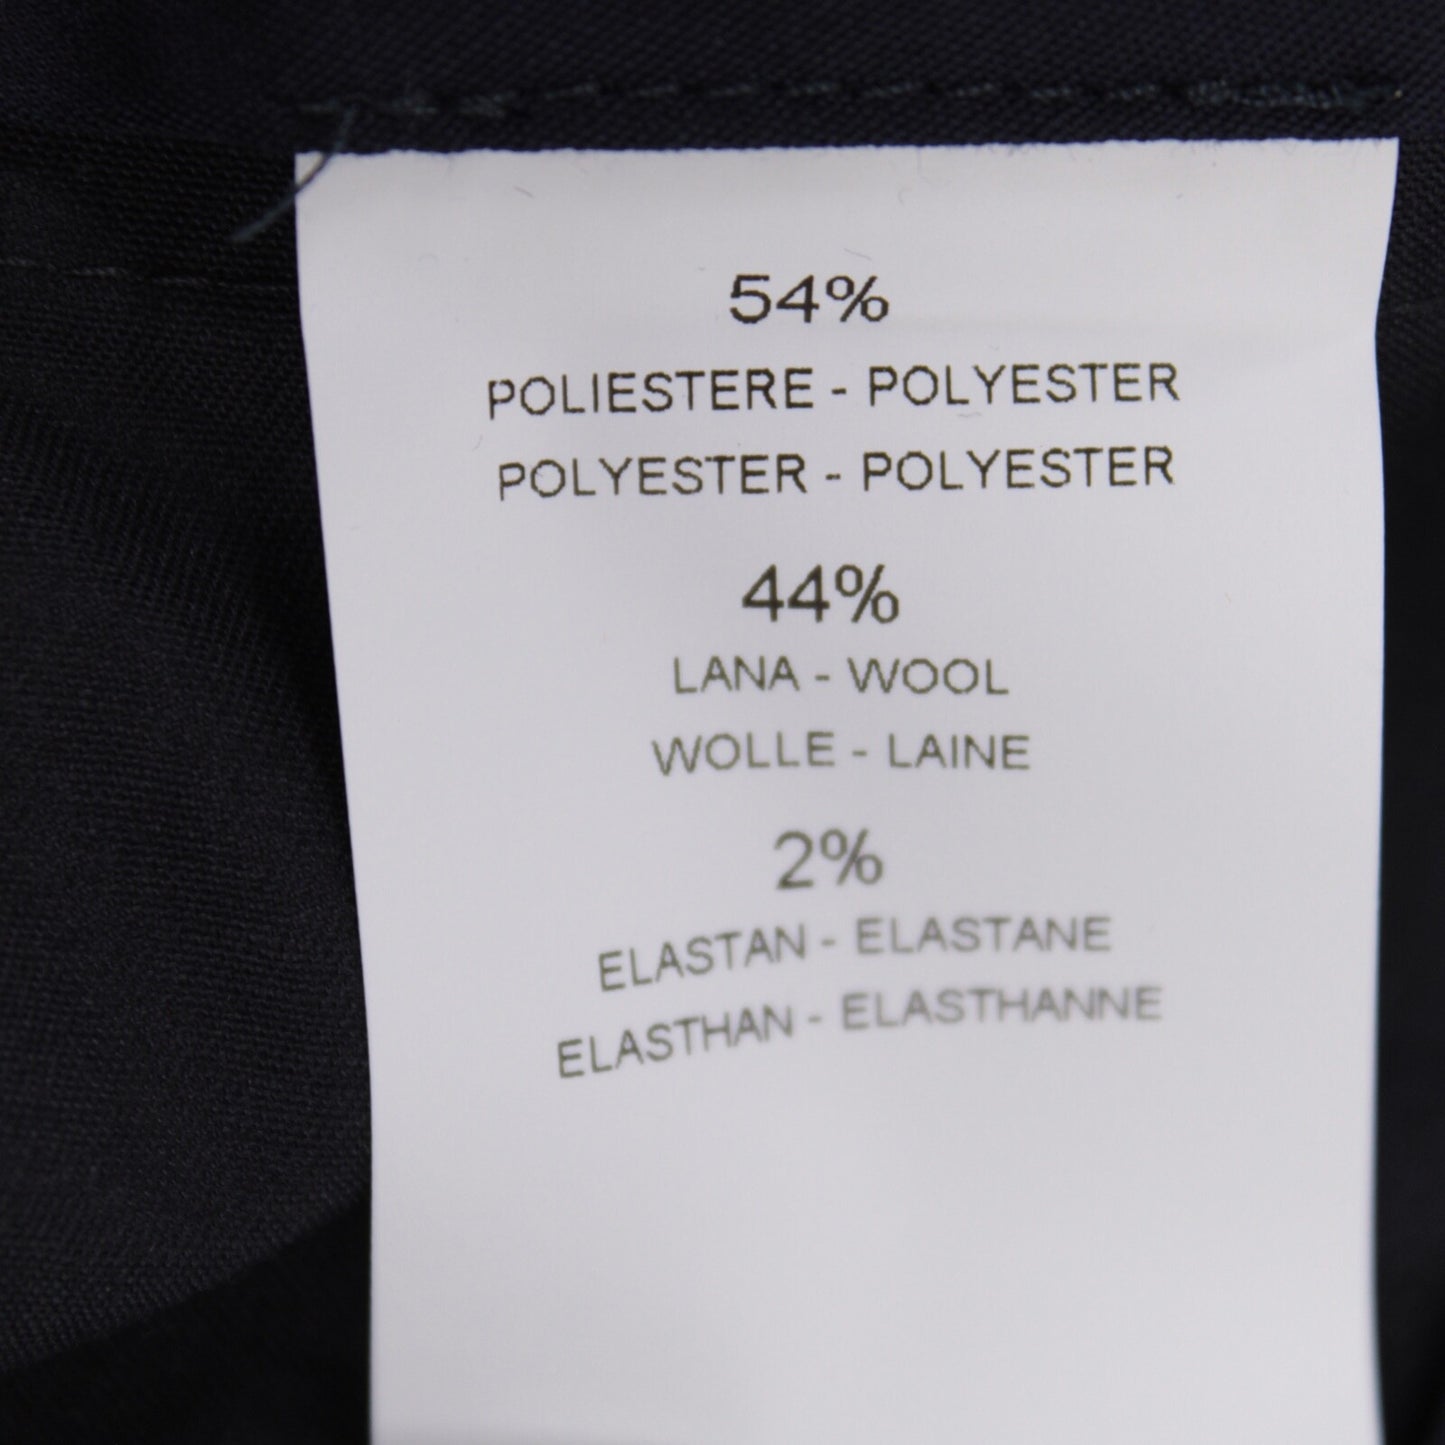 54%
POLIESTERE - POLYESTER
POLYESTER - POLYESTER
44%
LANA - WOOL
WOLLE - LAINE
2%
ELASTAN - ELASTANE
ELASTHAN - ELASTHANNE